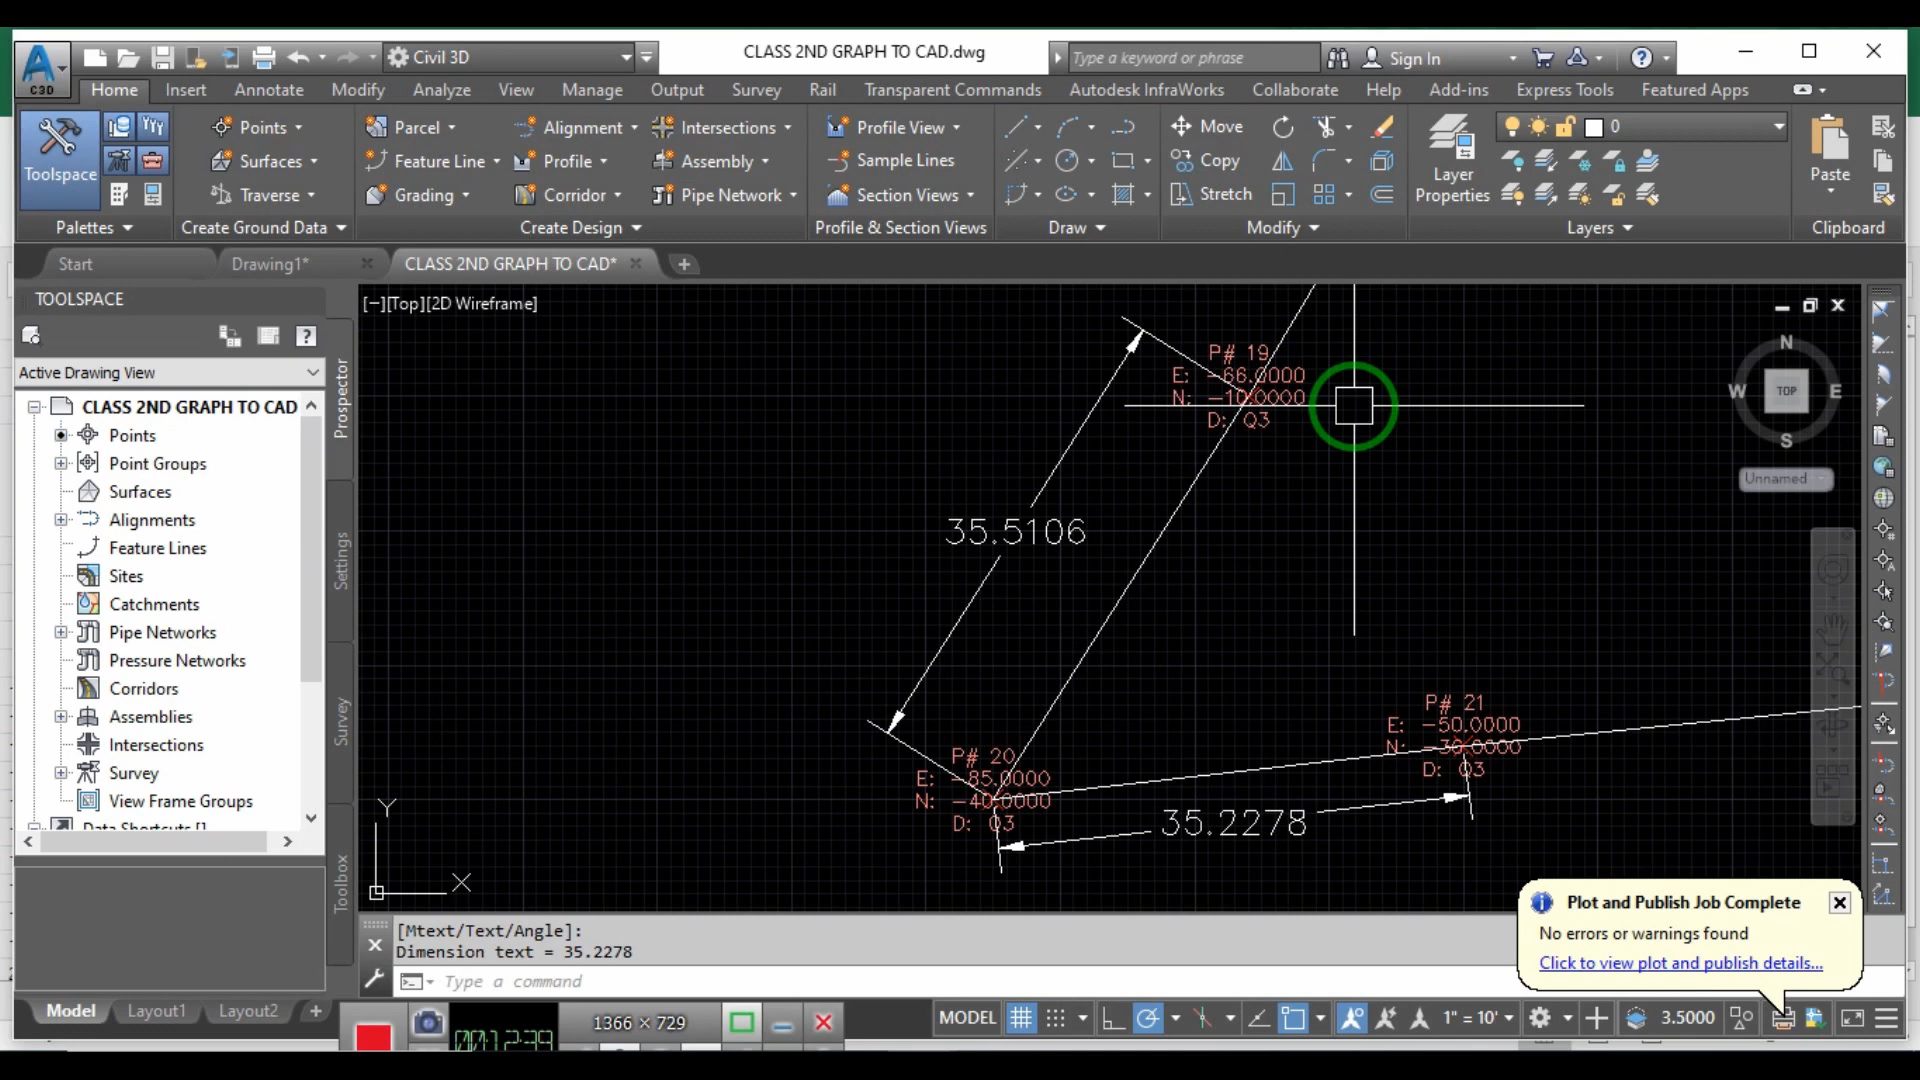 Civil 3D
CLASS 2ND GRAPH TO CAD.dwg
Type a keyword or phrase
Sign In
C3D
Home Insert Annotate Modify Analyze View Manage Output Survey Rail Transparent Commands Autodesk InfraWorks Collaborate Help Add-ins Express Tools Featured Apps
Toolspace
Points
Surfaces
Traverse
Parcel
Feature Line
Grading
Alignment
Profile
Corridor
Intersections
Assembly
Pipe Network
Profile View
Sample Lines
Section Views
Move
Copy
Stretch
Layer
Properties
0
Paste
Palettes
Create Ground Data
Create Design
Profile & Section Views
Draw
Modify
Layers
Clipboard
Start
Drawing1*
CLASS 2ND GRAPH TO CAD*
TOOLSPACE
Active Drawing View
CLASS 2ND GRAPH TO CAD
Points
Point Groups
Surfaces
Alignments
Feature Lines
Sites
Catchments
Pipe Networks
Pressure Networks
Corridors
Assemblies
Intersections
Survey
View Frame Groups
Data Shortcuts []
Prospector
Settings
Survey
Toolbox
[−][Top][2D Wireframe]
N
W
TOP
E
S
Unnamed
P# 19
E: -66.0000
N: -10.0000
D: Q3
35.5106
P# 20
E: -85.0000
N: -40.0000
D: Q3
P# 21
E: -50.0000
N: -36.0000
D: Q3
35.2278
Y
X
[Mtext/Text/Angle]:
Dimension text = 35.2278
Type a command
Plot and Publish Job Complete
No errors or warnings found
Click to view plot and publish details...
Model
Layout1
Layout2
1366 × 729
00:12:39
MODEL
1" = 10'
3.5000